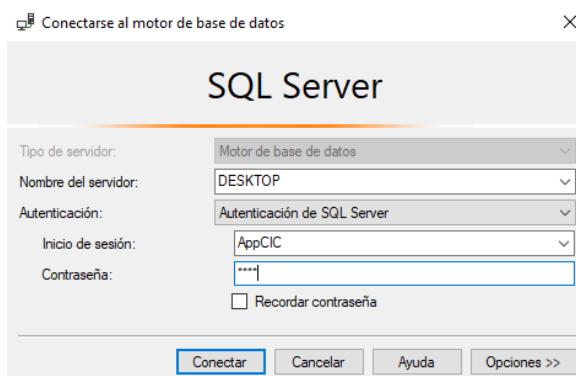 Conectarse al motor de base de datos
SQL Server
Tipo de servidor: Motor de base de datos
Nombre del servidor: DESKTOP
Autenticación: Autenticación de SQL Server
Inicio de sesión: AppCIC
Contraseña: ****
Recordar contraseña
Conectar Cancelar Ayuda Opciones >>